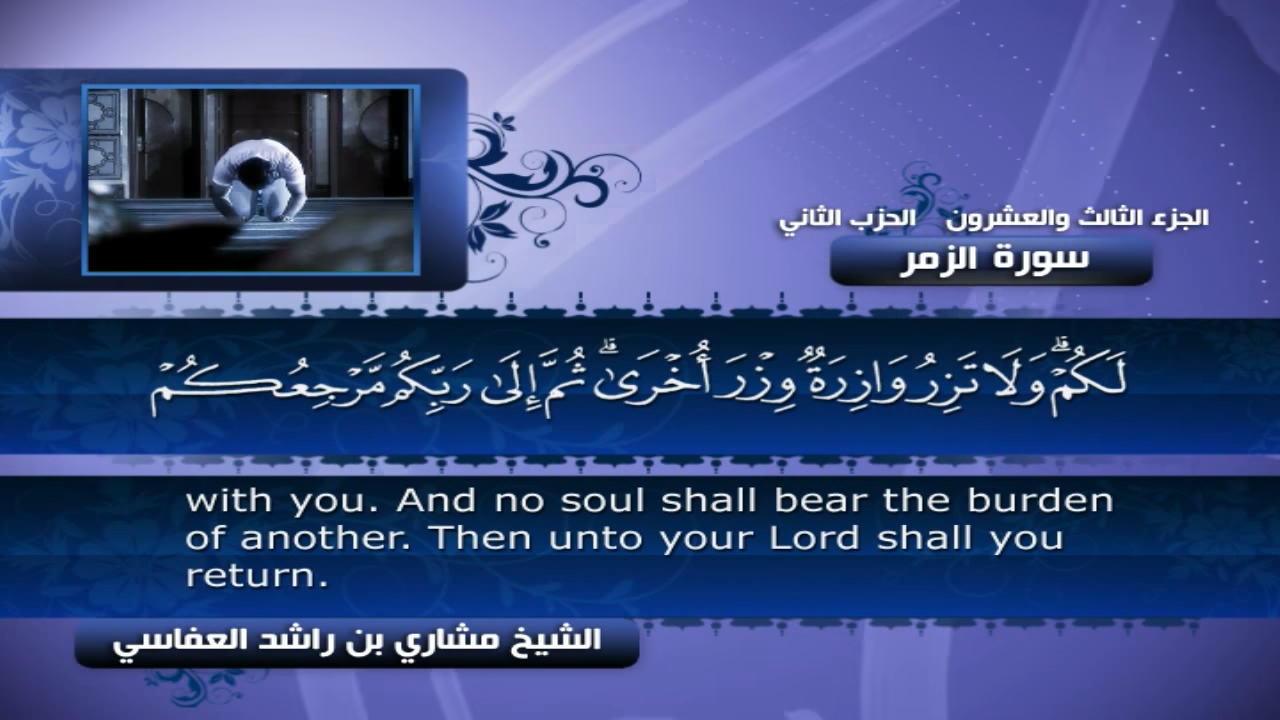 الجزء الثالث والعشرون الحزب الثاني
سورة الزمر
لَكُمْ ۗ وَلَا تَزِرُ وَازِرَةٌ وِزْرَ أُخْرَىٰ ۗ ثُمَّ إِلَىٰ رَبِّكُم مَّرْجِعُكُمْ
with you. And no soul shall bear the burden
of another. Then unto your Lord shall you
return.
الشيخ مشاري بن راشد العفاسي